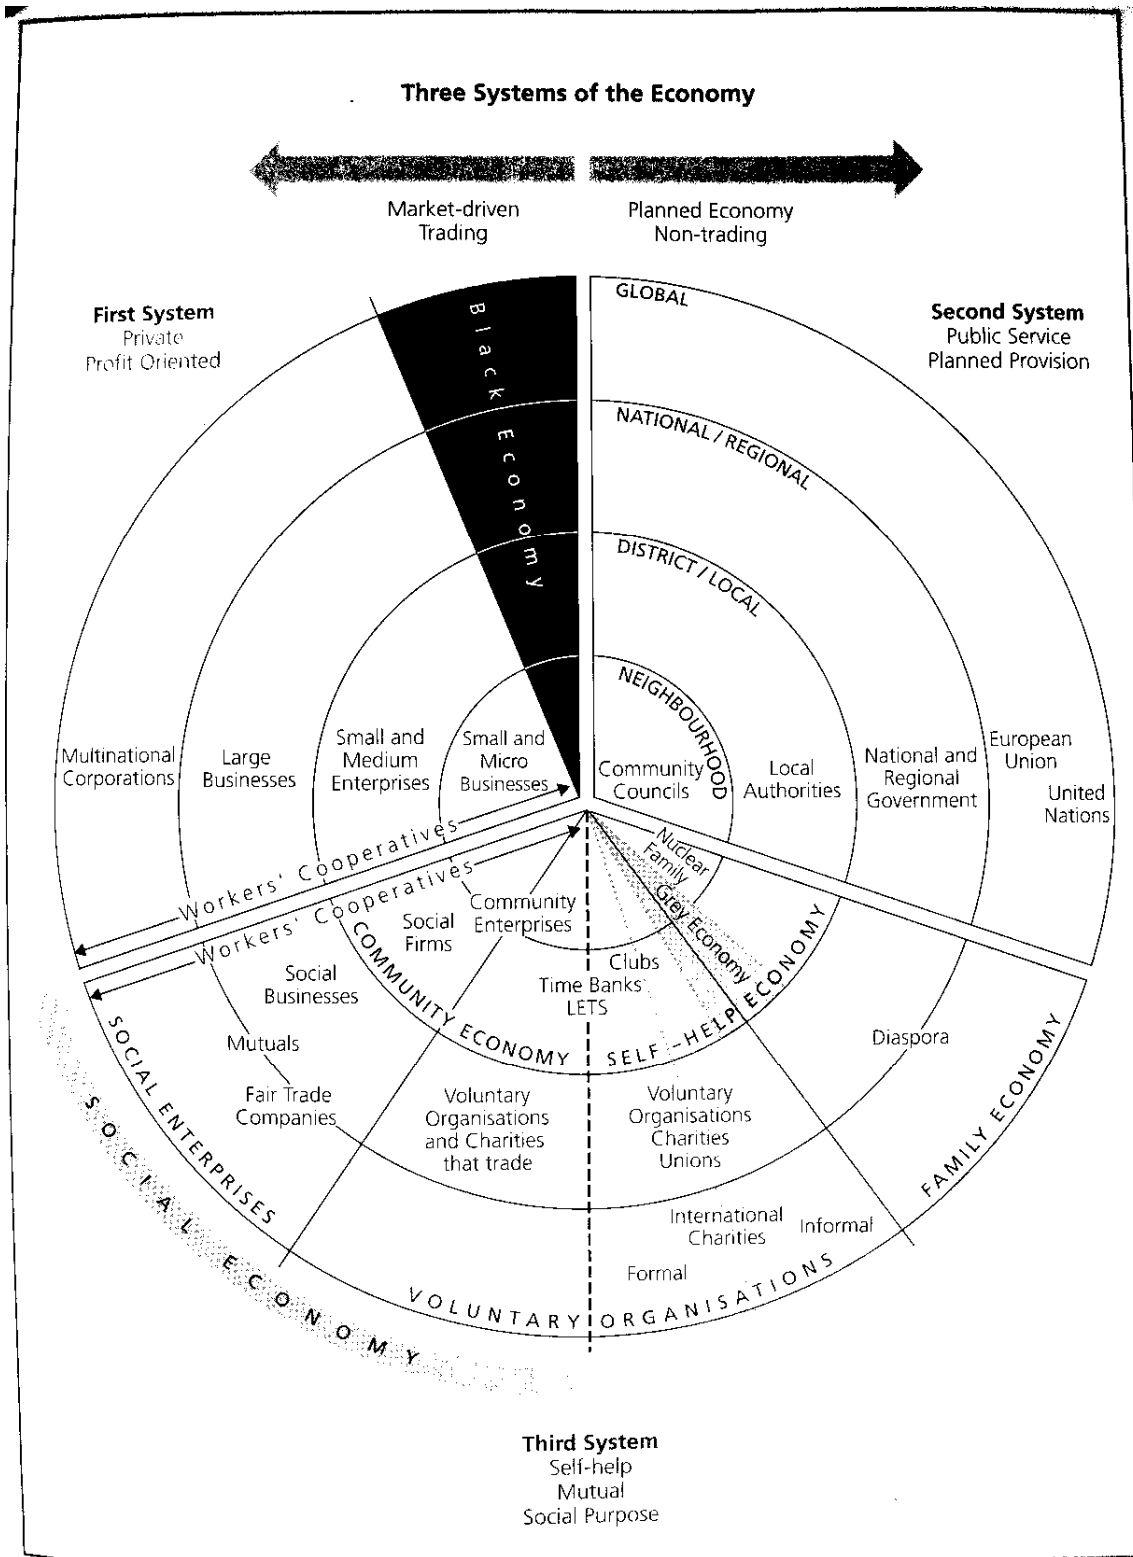 Three Systems of the Economy
Market-driven
Trading
Planned Economy
Non-trading
First System
Private
Profit Oriented
Second System
Public Service
Planned Provision
Black Economy
GLOBAL
NATIONAL / REGIONAL
DISTRICT / LOCAL
NEIGHBOURHOOD
Multinational
Corporations
Large
Businesses
Small and
Medium
Enterprises
Small and
Micro
Businesses
Community
Councils
Local
Authorities
National and
Regional
Government
European
Union
United
Nations
Workers' Cooperatives
Workers' Cooperatives
Nuclear
Family
Grey Economy
Community
Enterprises
Social
Firms
Social
Businesses
Mutuals
Fair Trade
Companies
Clubs
Time Banks
LETS
COMMUNITY ECONOMY
SELF-HELP ECONOMY
Diaspora
Voluntary
Organisations
and Charities
that trade
Voluntary
Organisations
Charities
Unions
International
Charities
Informal
Formal
SOCIAL ENTERPRISES
VOLUNTARY ORGANISATIONS
FAMILY ECONOMY
SOCIAL ECONOMY
Third System
Self-help
Mutual
Social Purpose